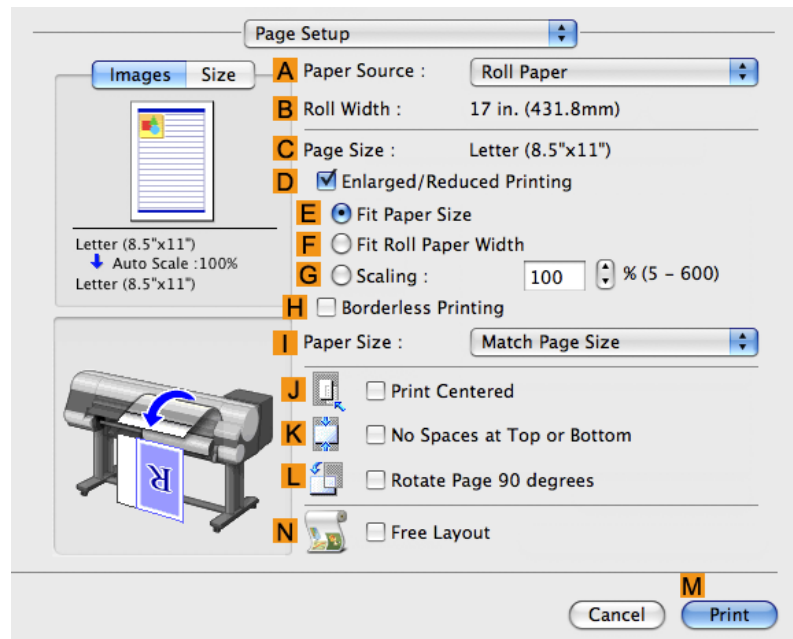 Page Setup
Images Size
A Paper Source : Roll Paper
B Roll Width : 17 in. (431.8mm)
C Page Size : Letter (8.5"x11")
D Enlarged/Reduced Printing
E Fit Paper Size
F Fit Roll Paper Width
G Scaling : 100 % (5 – 600)
Letter (8.5"x11")
Auto Scale :100%
Letter (8.5"x11")
H Borderless Printing
I Paper Size : Match Page Size
J Print Centered
K No Spaces at Top or Bottom
L Rotate Page 90 degrees
R
N Free Layout
M
Cancel Print